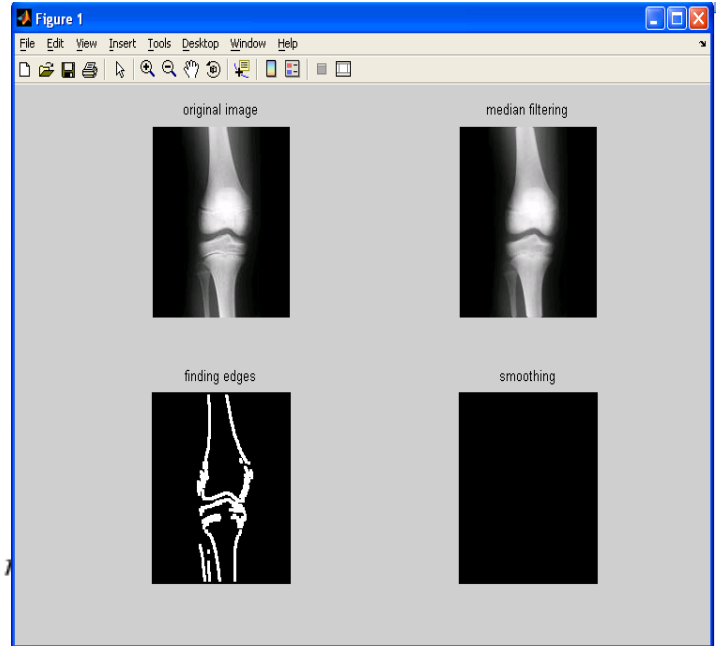 Figure 1
File Edit View Insert Tools Desktop Window Help
original image
median filtering
finding edges
smoothing